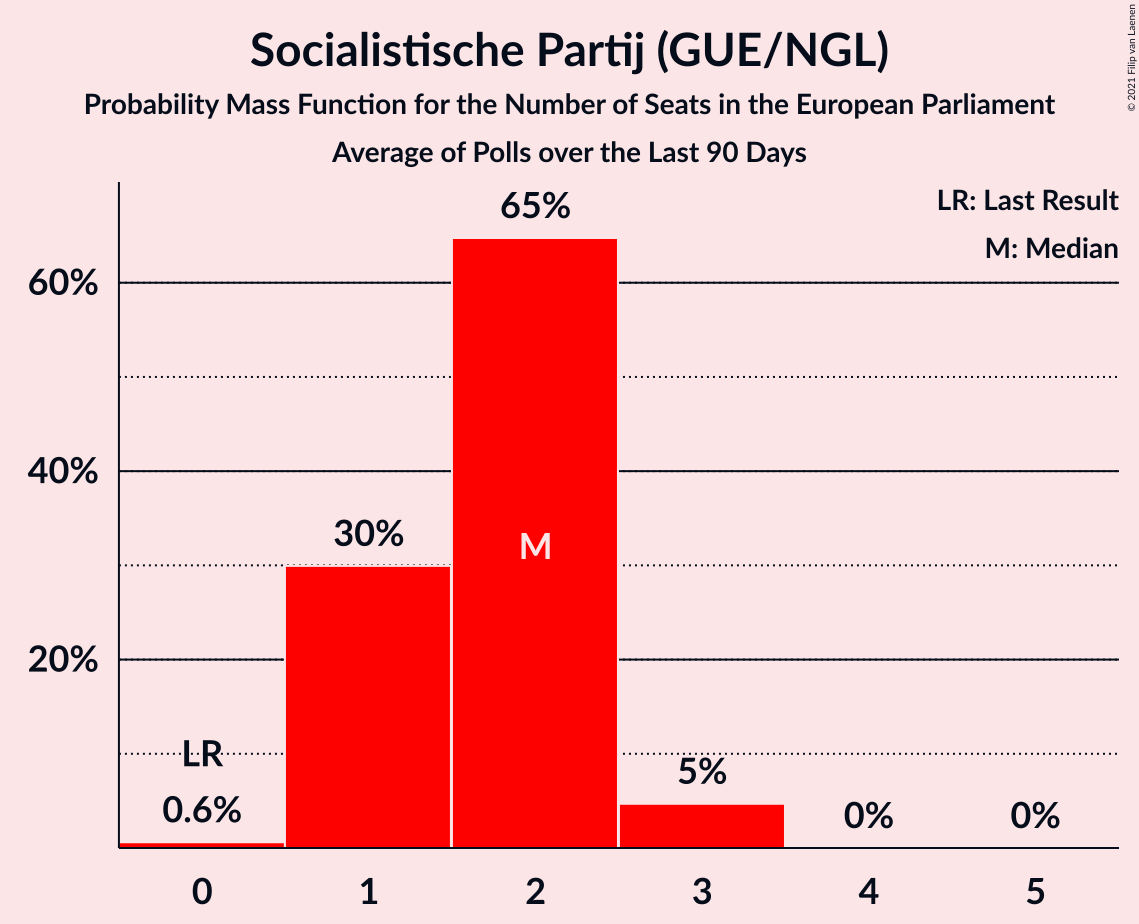 Socialistische Partij (GUE/NGL)
Probability Mass Function for the Number of Seats in the European Parliament
Average of Polls over the Last 90 Days
© 2021 Filip van Laenen
LR: Last Result
M: Median
65%
60%
40%
30%
M
20%
LR
0.6%
5%
0%
0%
0 1 2 3 4 5